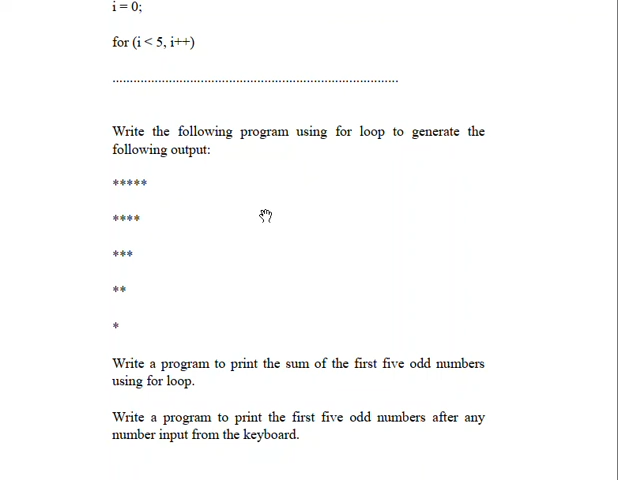 i = 0;
for (i < 5, i++)
...................................................................................
Write the following program using for loop to generate the
following output:
*****
****
***
**
*
Write a program to print the sum of the first five odd numbers
using for loop.
Write a program to print the first five odd numbers after any
number input from the keyboard.